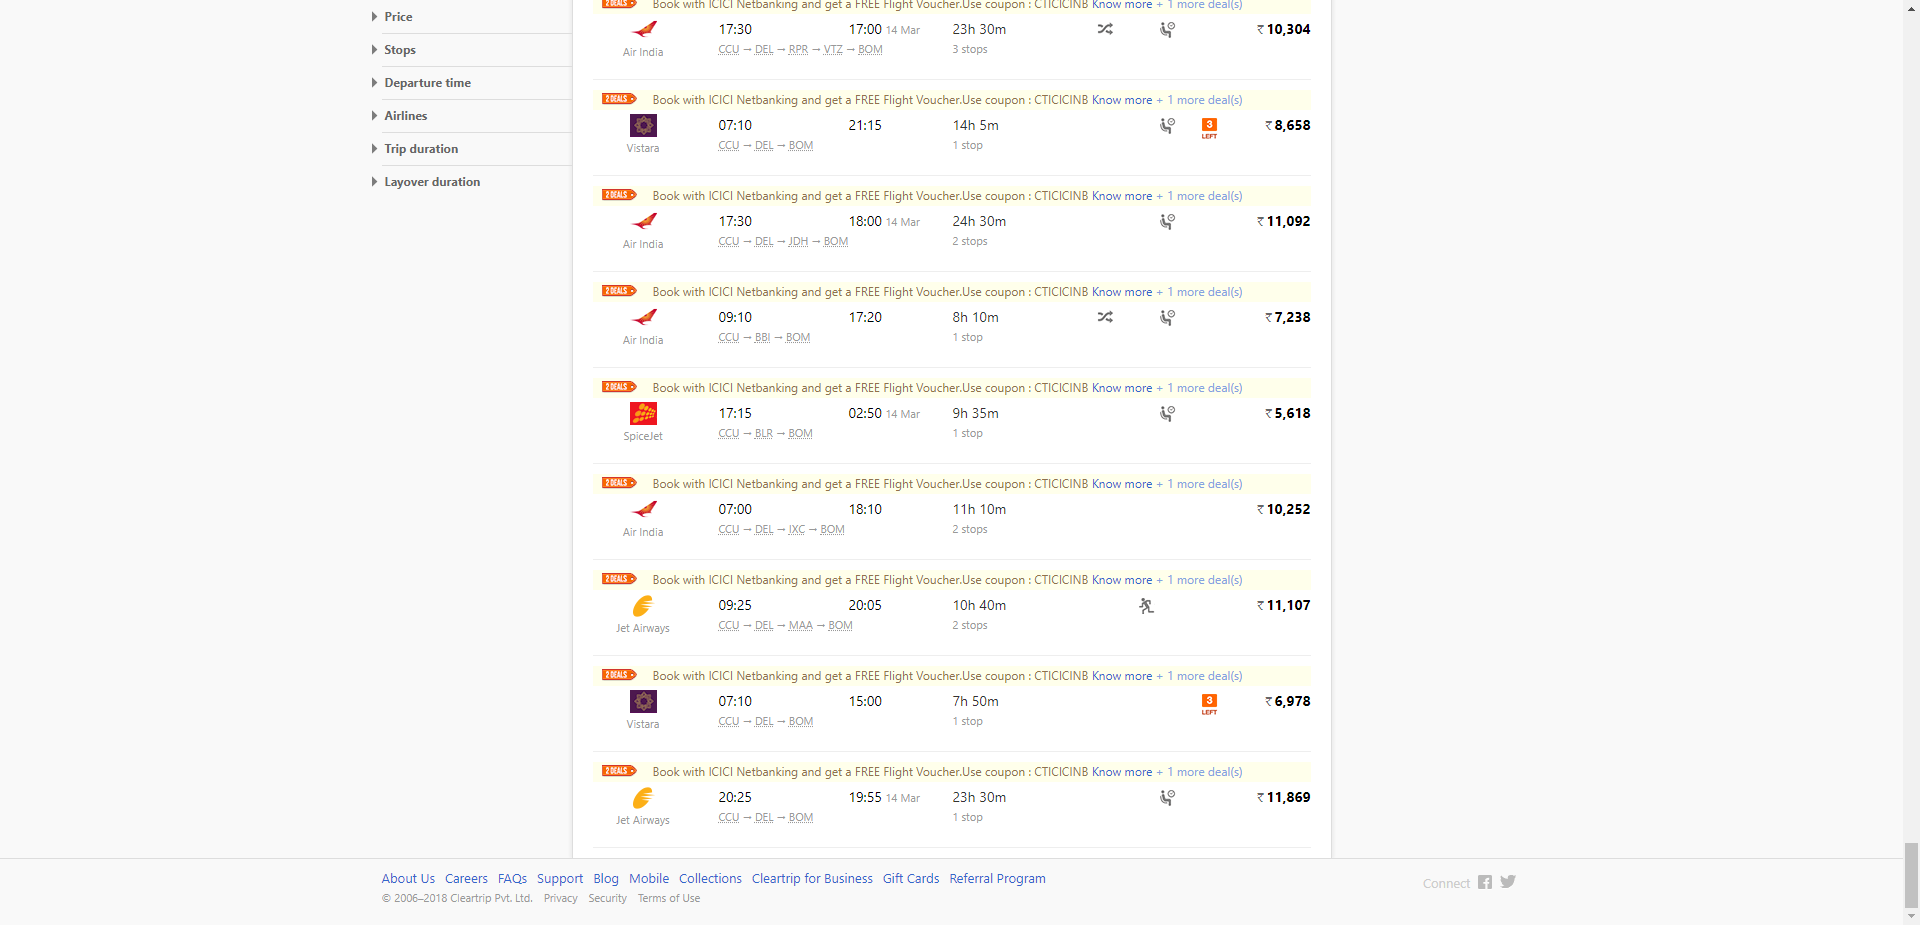 Price
Stops
Departure time
Airlines
Trip duration
Layover duration
2 DEALS Book with ICICI Netbanking and get a FREE Flight Voucher.Use coupon : CTICICINB Know more + 1 more deal(s)
17:30 17:00 14 Mar 23h 30m ₹ 10,304
Air India CCU → DEL → RPR → VTZ → BOM 3 stops
2 DEALS Book with ICICI Netbanking and get a FREE Flight Voucher.Use coupon : CTICICINB Know more + 1 more deal(s)
07:10 21:15 14h 5m 3 LEFT ₹ 8,658
Vistara CCU → DEL → BOM 1 stop
2 DEALS Book with ICICI Netbanking and get a FREE Flight Voucher.Use coupon : CTICICINB Know more + 1 more deal(s)
17:30 18:00 14 Mar 24h 30m ₹ 11,092
Air India CCU → DEL → JDH → BOM 2 stops
2 DEALS Book with ICICI Netbanking and get a FREE Flight Voucher.Use coupon : CTICICINB Know more + 1 more deal(s)
09:10 17:20 8h 10m ₹ 7,238
Air India CCU → BBI → BOM 1 stop
2 DEALS Book with ICICI Netbanking and get a FREE Flight Voucher.Use coupon : CTICICINB Know more + 1 more deal(s)
17:15 02:50 14 Mar 9h 35m ₹ 5,618
SpiceJet CCU → BLR → BOM 1 stop
2 DEALS Book with ICICI Netbanking and get a FREE Flight Voucher.Use coupon : CTICICINB Know more + 1 more deal(s)
07:00 18:10 11h 10m ₹ 10,252
Air India CCU → DEL → IXC → BOM 2 stops
2 DEALS Book with ICICI Netbanking and get a FREE Flight Voucher.Use coupon : CTICICINB Know more + 1 more deal(s)
09:25 20:05 10h 40m ₹ 11,107
Jet Airways CCU → DEL → MAA → BOM 2 stops
2 DEALS Book with ICICI Netbanking and get a FREE Flight Voucher.Use coupon : CTICICINB Know more + 1 more deal(s)
07:10 15:00 7h 50m 3 LEFT ₹ 6,978
Vistara CCU → DEL → BOM 1 stop
2 DEALS Book with ICICI Netbanking and get a FREE Flight Voucher.Use coupon : CTICICINB Know more + 1 more deal(s)
20:25 19:55 14 Mar 23h 30m ₹ 11,869
Jet Airways CCU → DEL → BOM 1 stop
About Us Careers FAQs Support Blog Mobile Collections Cleartrip for Business Gift Cards Referral Program
© 2006–2018 Cleartrip Pvt. Ltd. Privacy Security Terms of Use
Connect